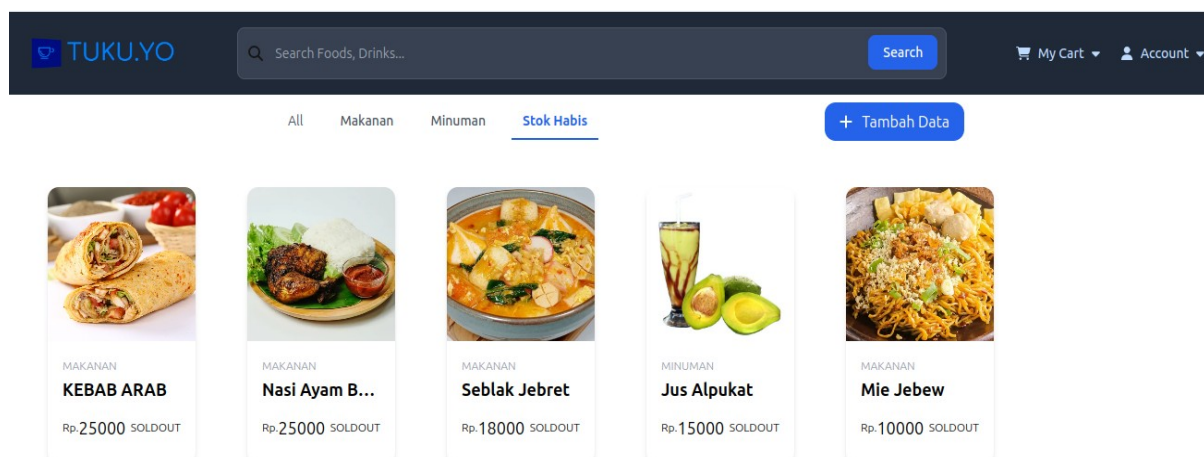 TUKU.YO
Search Foods, Drinks...
Search
My Cart
Account
All
Makanan
Minuman
Stok Habis
+ Tambah Data
MAKANAN
KEBAB ARAB
Rp.25000 SOLDOUT
MAKANAN
Nasi Ayam B...
Rp.25000 SOLDOUT
MAKANAN
Seblak Jebret
Rp.18000 SOLDOUT
MINUMAN
Jus Alpukat
Rp.15000 SOLDOUT
MAKANAN
Mie Jebew
Rp.10000 SOLDOUT